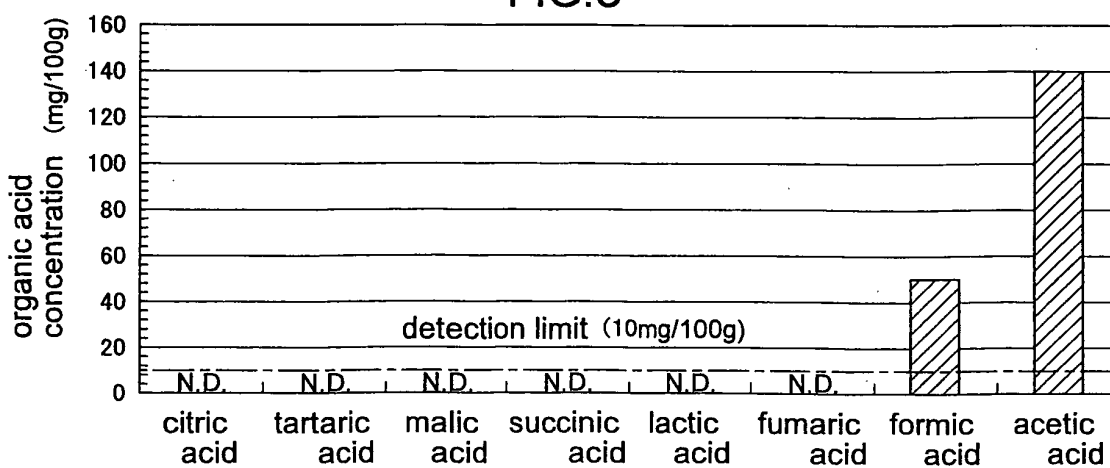 160
140
120
100
80
60
40
20
0
organic acid
concentration (mg/100g)
detection limit (10mg/100g)
N.D. N.D. N.D. N.D. N.D. N.D.
citric acid
tartaric acid
malic acid
succinic acid
lactic acid
fumaric acid
formic acid
acetic acid